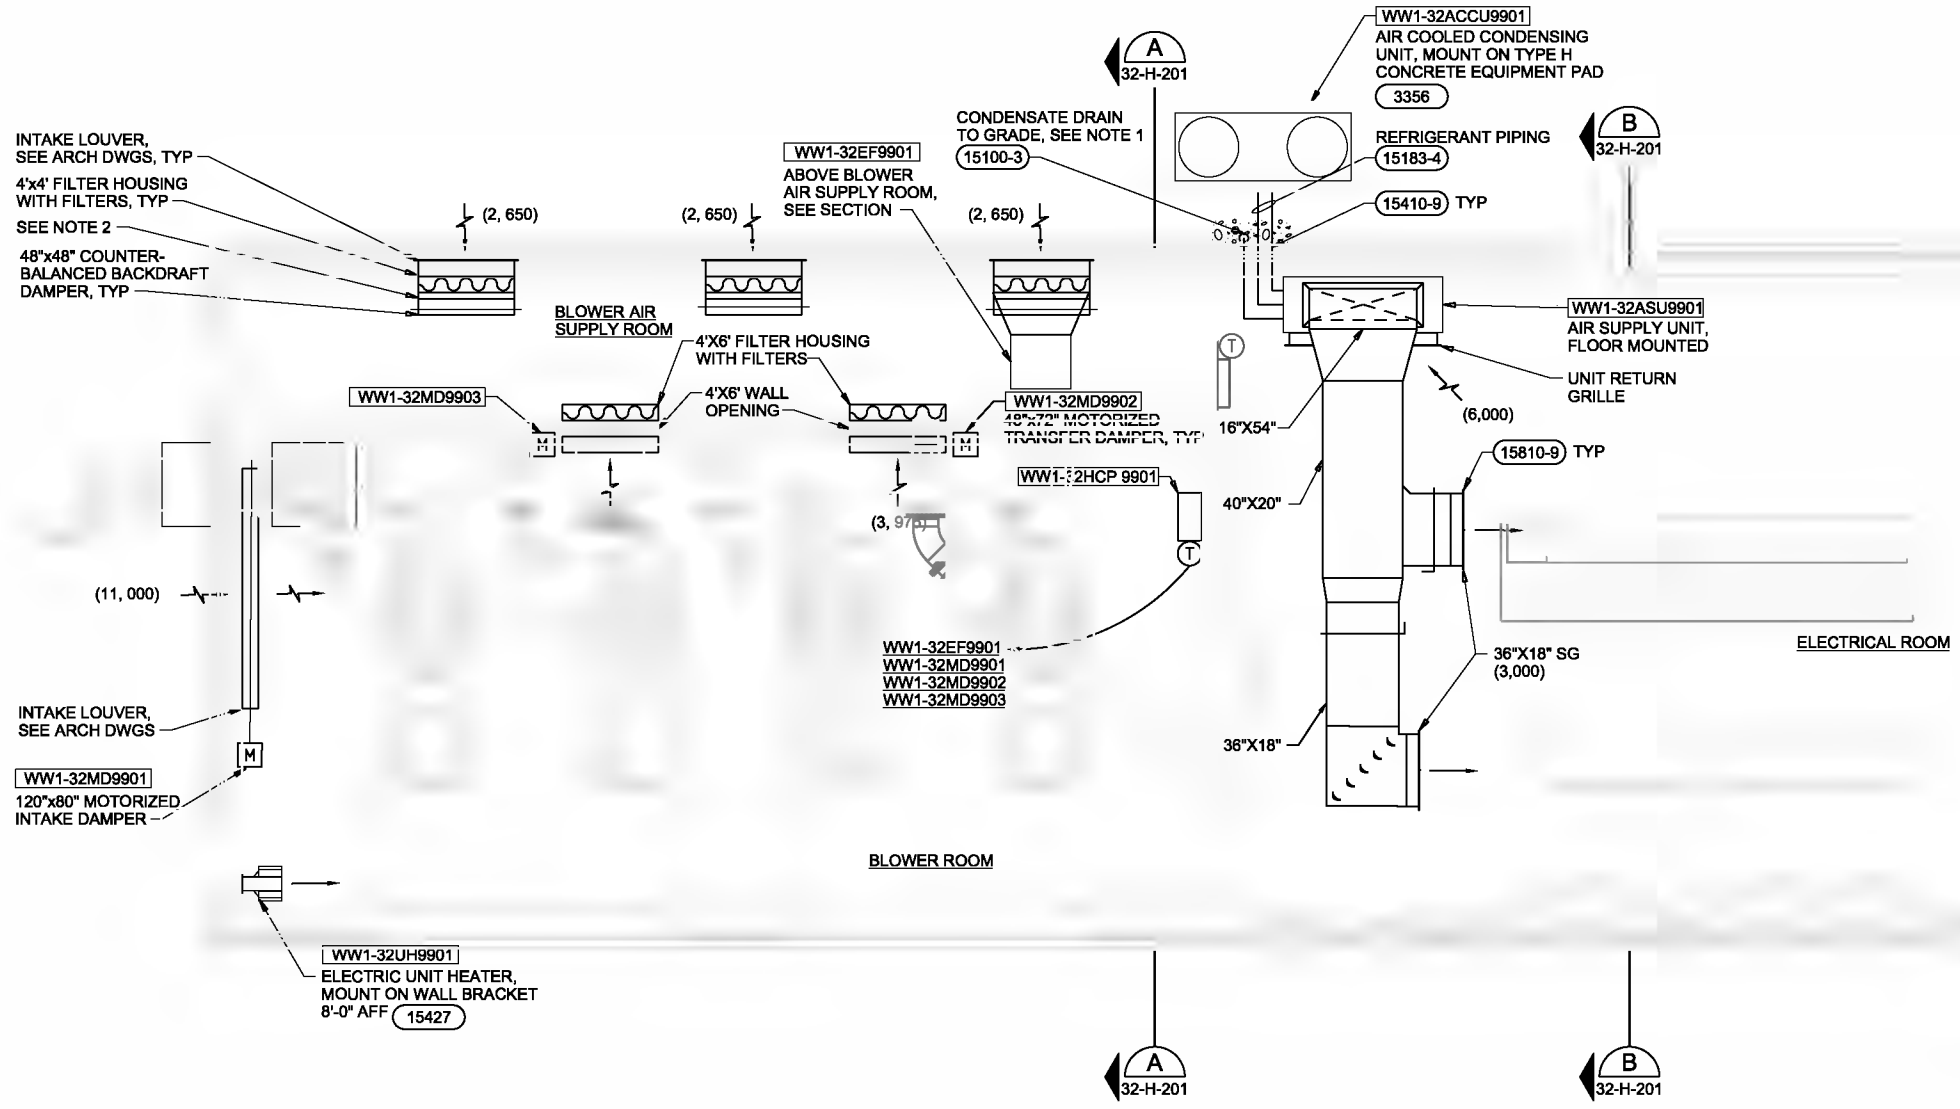 WW1-32ACCU9901
AIR COOLED CONDENSING
UNIT, MOUNT ON TYPE H
CONCRETE EQUIPMENT PAD
3356
A
32-H-201
B
32-H-201
CONDENSATE DRAIN
TO GRADE, SEE NOTE 1
15100-3
REFRIGERANT PIPING
15183-4
15410-9 TYP
INTAKE LOUVER,
SEE ARCH DWGS, TYP
4'x4' FILTER HOUSING
WITH FILTERS, TYP
SEE NOTE 2
48"x48" COUNTER-
BALANCED BACKDRAFT
DAMPER, TYP
(2, 650)
(2, 650)
(2, 650)
WW1-32EF9901
ABOVE BLOWER
AIR SUPPLY ROOM,
SEE SECTION
BLOWER AIR
SUPPLY ROOM
4'X6' FILTER HOUSING
WITH FILTERS
4'X6' WALL
OPENING
WW1-32MD9903
M
M
WW1-32MD9902
48"x72" MOTORIZED
TRANSFER DAMPER, TYP
T
WW1-32ASU9901
AIR SUPPLY UNIT,
FLOOR MOUNTED
UNIT RETURN
GRILLE
(6,000)
16"X54"
15810-9 TYP
40"X20"
WW1-32HCP 9901
T
(3, 975)
(11, 000)
WW1-32EF9901
WW1-32MD9901
WW1-32MD9902
WW1-32MD9903
36"X18" SG
(3,000)
ELECTRICAL ROOM
36"X18"
INTAKE LOUVER,
SEE ARCH DWGS
M
WW1-32MD9901
120"x80" MOTORIZED
INTAKE DAMPER
BLOWER ROOM
WW1-32UH9901
ELECTRIC UNIT HEATER,
MOUNT ON WALL BRACKET
8'-0" AFF 15427
A
32-H-201
B
32-H-201